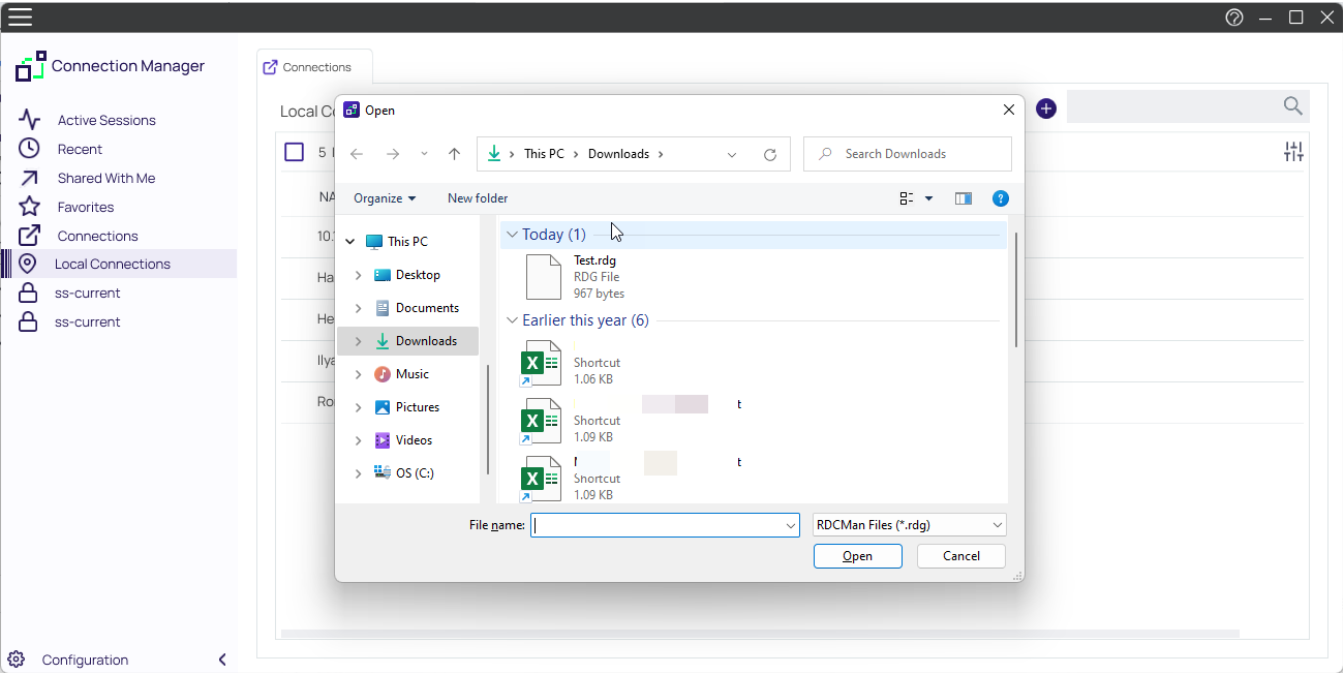 Connection Manager
Active Sessions
Recent
Shared With Me
Favorites
Connections
Local Connections
ss-current
ss-current
Configuration
Connections
Local Co
5 I
NA
10.
Ha
He
Ilya
Ro
Open
This PC > Downloads >
Search Downloads
Organize
New folder
This PC
Desktop
Documents
Downloads
Music
Pictures
Videos
OS (C:)
Today (1)
Test.rdg
RDG File
967 bytes
Earlier this year (6)
Shortcut
1.06 KB
t
Shortcut
1.09 KB
t
Shortcut
1.09 KB
File name:
RDCMan Files (*.rdg)
Open
Cancel